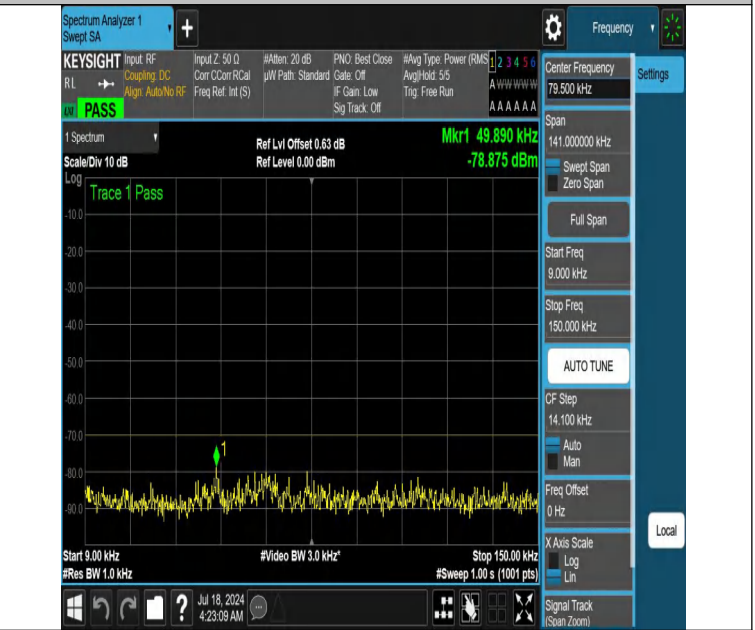 Spectrum Analyzer 1
Swept SA
+
Frequency
KEYSIGHT
RL
PASS
Input: RF
Coupling: DC
Align: Auto/No RF
Input Z: 50 Ω
Corr CCorr RCal
Freq Ref: Int (S)
#Atten: 20 dB
µW Path: Standard
PNO: Best Close
Gate: Off
IF Gain: Low
Sig Track: Off
#Avg Type: Power (RMS
Avg|Hold: 5/5
Trig: Free Run
1 2 3 4 5 6
A W W W W W
A A A A A A
1 Spectrum
Scale/Div 10 dB
Ref Lvl Offset 0.63 dB
Ref Level 0.00 dBm
Mkr1 49.890 kHz
-78.875 dBm
Log
Trace 1 Pass
-10.0
-20.0
-30.0
-40.0
-50.0
-60.0
-70.0
-80.0
-90.0
1
Start 9.00 kHz
#Res BW 1.0 kHz
#Video BW 3.0 kHz*
Stop 150.00 kHz
#Sweep 1.00 s (1001 pts)
Center Frequency
79.500 kHz
Settings
Span
141.000000 kHz
Swept Span
Zero Span
Full Span
Start Freq
9.000 kHz
Stop Freq
150.000 kHz
AUTO TUNE
CF Step
14.100 kHz
Auto
Man
Freq Offset
0 Hz
X Axis Scale
Log
Lin
Local
Signal Track
(Span Zoom)
?
Jul 18, 2024
4:23:09 AM